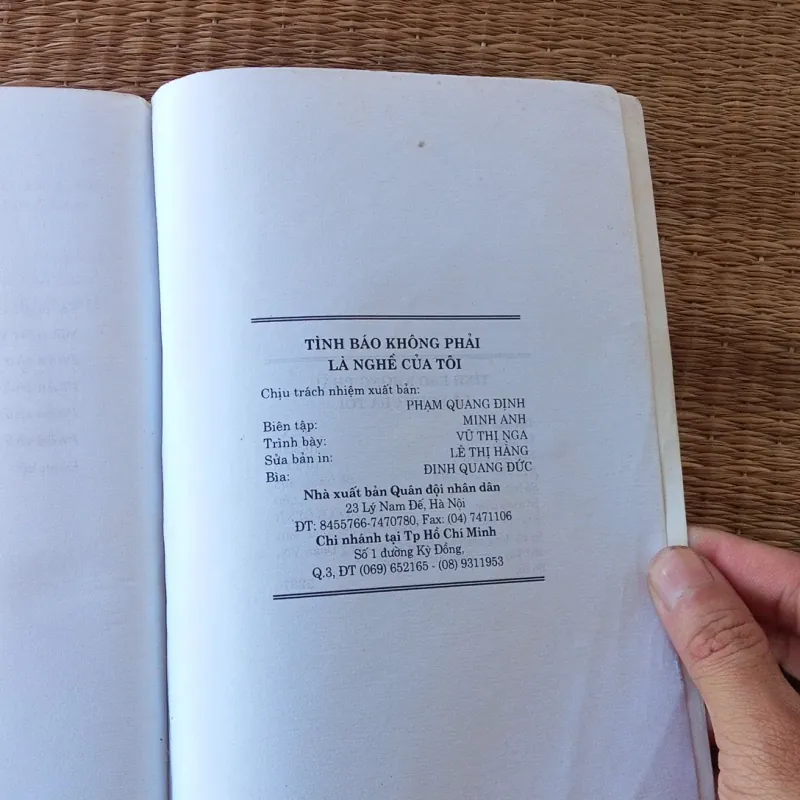 TÌNH BÁO KHÔNG PHẢI
LÀ NGHỀ CỦA TÔI
Chịu trách nhiệm xuất bản:
PHẠM QUANG ĐỊNH
Biên tập: MINH ANH
Trình bày: VŨ THỊ NGA
Sửa bản in: LÊ THỊ HẰNG
Bìa: ĐINH QUANG ĐỨC
Nhà xuất bản Quân đội nhân dân
23 Lý Nam Đế, Hà Nội
ĐT: 8455766-7470780, Fax: (04) 7471106
Chi nhánh tại Tp Hồ Chí Minh
Số 1 đường Kỳ Đồng,
Q.3, ĐT (069) 652165 - (08) 9311953